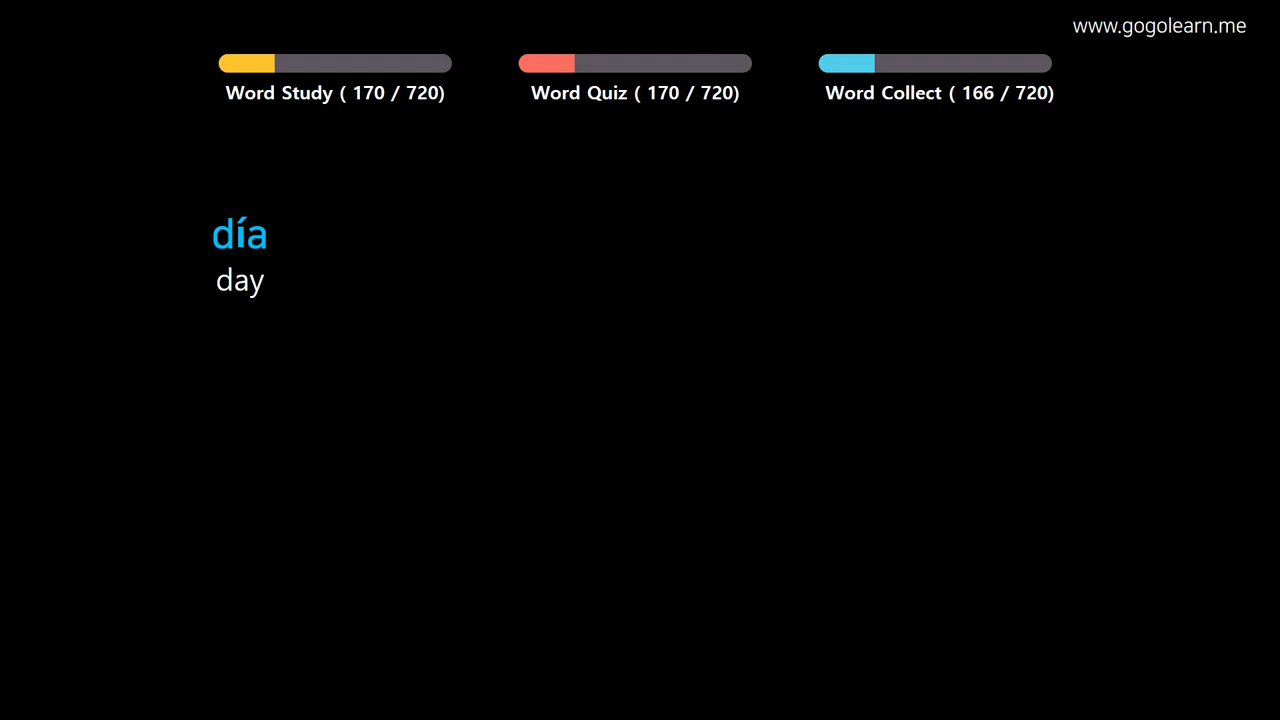 www.gogolearn.me
Word Study ( 170 / 720)
Word Quiz ( 170 / 720)
Word Collect ( 166 / 720)
día
day